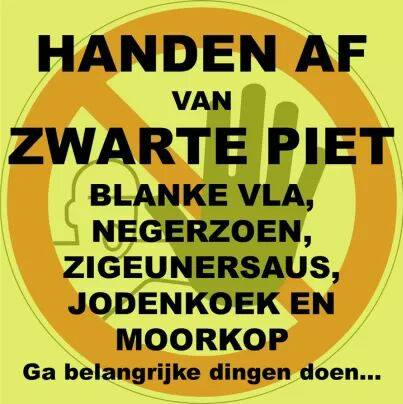 HANDEN AF
VAN
ZWARTE PIET
BLANKE VLA,
NEGERZOEN,
ZIGEUNERSAUS,
JODENKOEK EN
MOORKOP
Ga belangrijke dingen doen...